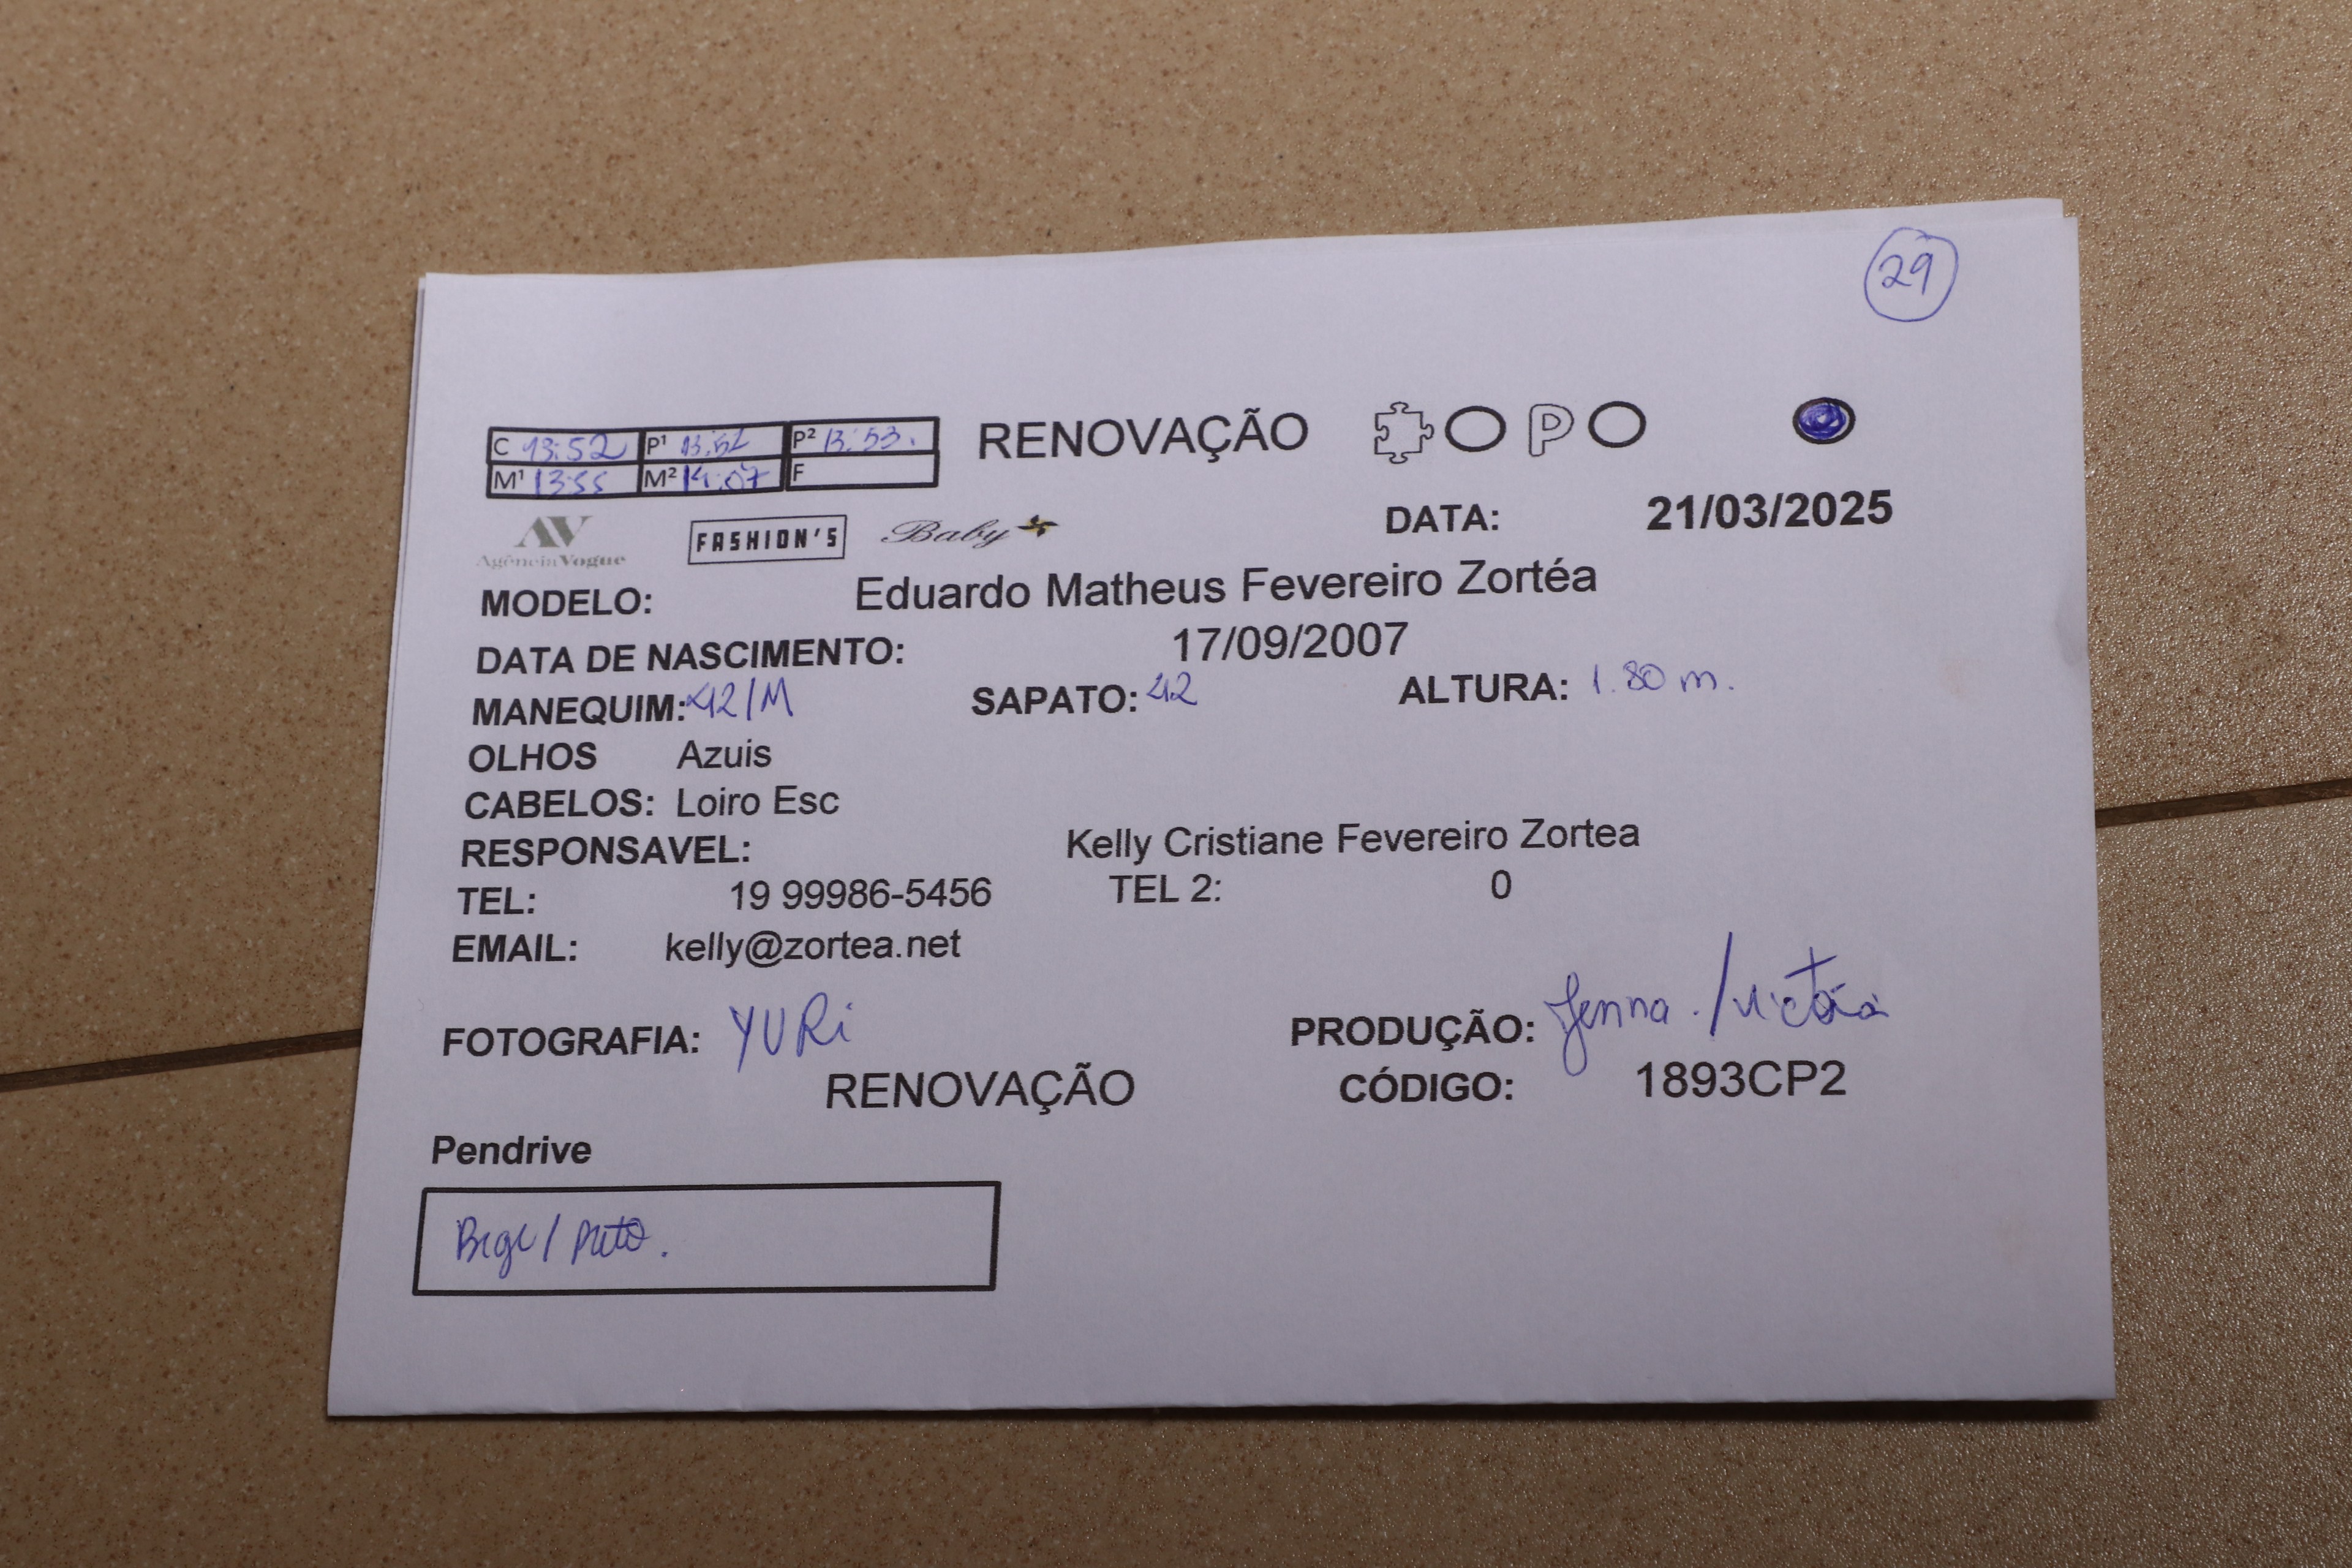 29
C 13:52 P¹ 13:52 P² 13:53. RENOVAÇÃO P
M¹ 13:55 M² 14:07 F
AV Agência Vogue FASHION'S Baby DATA: 21/03/2025
MODELO: Eduardo Matheus Fevereiro Zortéa
DATA DE NASCIMENTO: 17/09/2007
MANEQUIM: 42/M SAPATO: 42 ALTURA: 1.80 m.
OLHOS Azuis
CABELOS: Loiro Esc
RESPONSAVEL: Kelly Cristiane Fevereiro Zortea
TEL: 19 99986-5456 TEL 2: 0
EMAIL: kelly@zortea.net
FOTOGRAFIA: YURi PRODUÇÃO: Jenna. / Victória
RENOVAÇÃO CÓDIGO: 1893CP2
Pendrive
Bege / Preto.